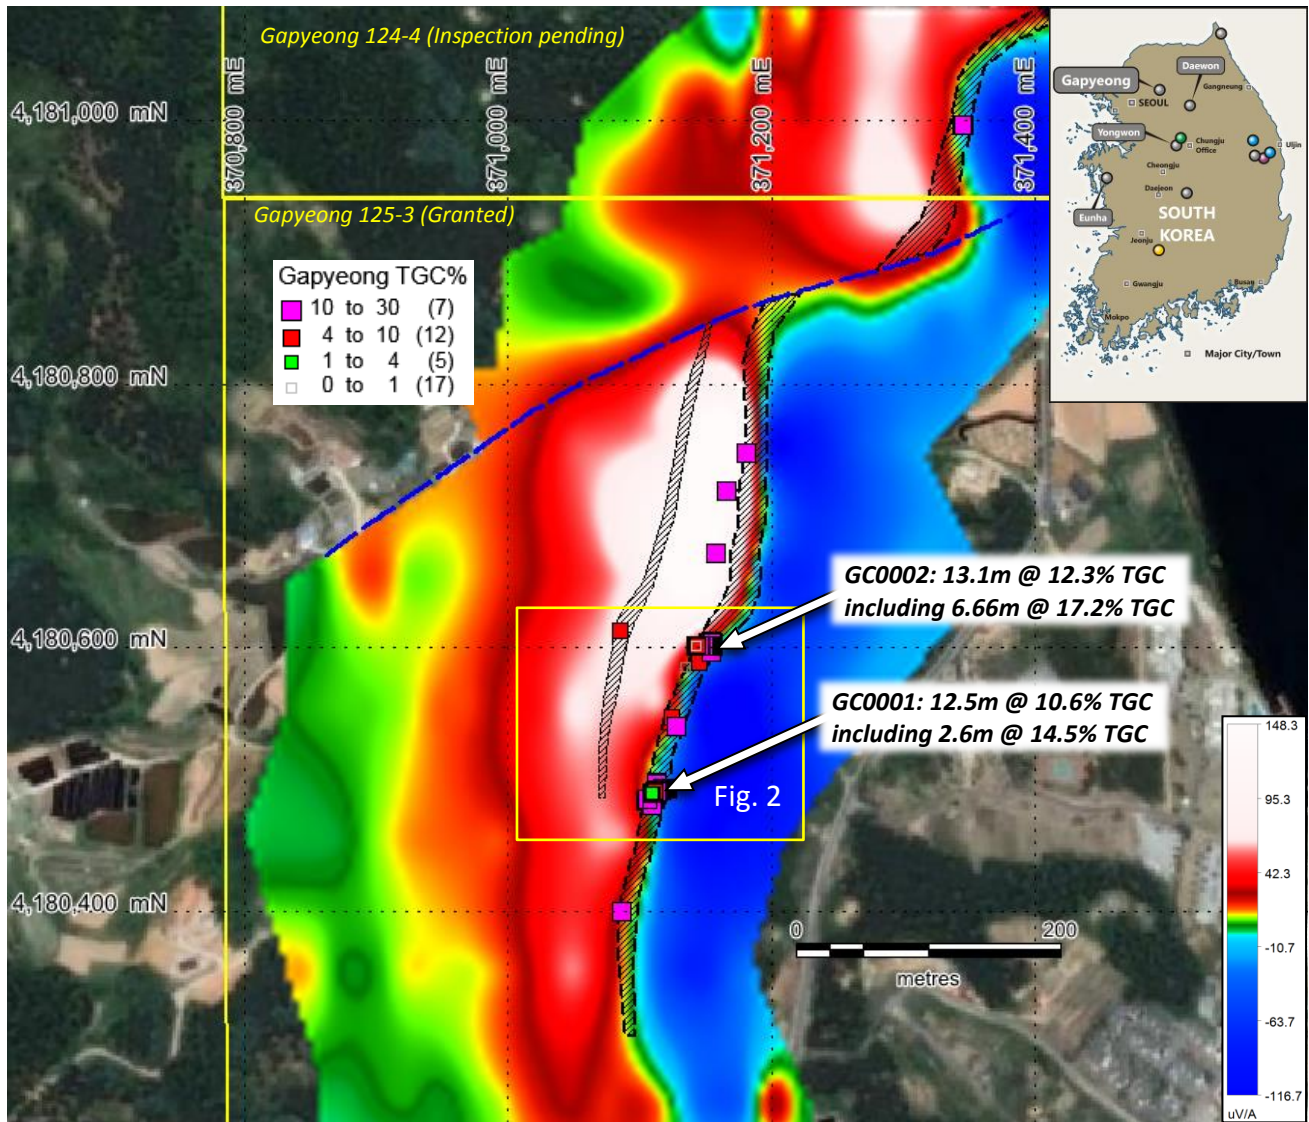 Gapyeong 124-4 (Inspection pending)
370,800 mE
371,000 mE
371,200 mE
371,400 mE
4,181,000 mN
Gapyeong 125-3 (Granted)
Gapyeong TGC%
10 to 30 (7)
4 to 10 (12)
1 to 4 (5)
0 to 1 (17)
4,180,800 mN
GC0002: 13.1m @ 12.3% TGC
including 6.66m @ 17.2% TGC
4,180,600 mN
GC0001: 12.5m @ 10.6% TGC
including 2.6m @ 14.5% TGC
Fig. 2
4,180,400 mN
0 200
metres
148.3
95.3
42.3
-10.7
-63.7
-116.7
uV/A
Gapyeong
Daewon
SEOUL
Gangneung
Yongwon
Chungju
Office
Uljin
Cheongju
Daejeon
Eunha
SOUTH
KOREA
Jeonju
Gwangju
Busan
Mokpo
Major City/Town